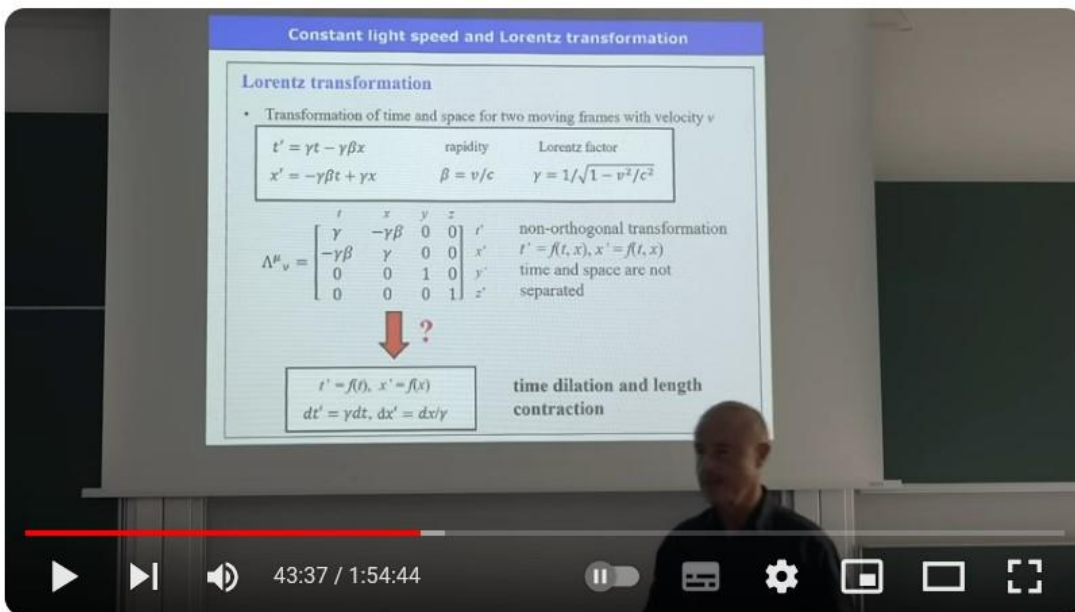 Constant light speed and Lorentz transformation
Lorentz transformation
• Transformation of time and space for two moving frames with velocity v
t' = γt − γβx rapidity Lorentz factor
x' = −γβt + γx β = v/c γ = 1/√1 − v²/c²
t x y z
Λᵘᵥ = [γ −γβ 0 0] t' non-orthogonal transformation
−γβ γ 0 0 x' t' = f(t, x), x' = f(t, x)
0 0 1 0 y' time and space are not
0 0 0 1 z' separated
?
t' = f(t), x' = f(x) time dilation and length
dt' = γdt, dx' = dx/γ contraction
43:37 / 1:54:44